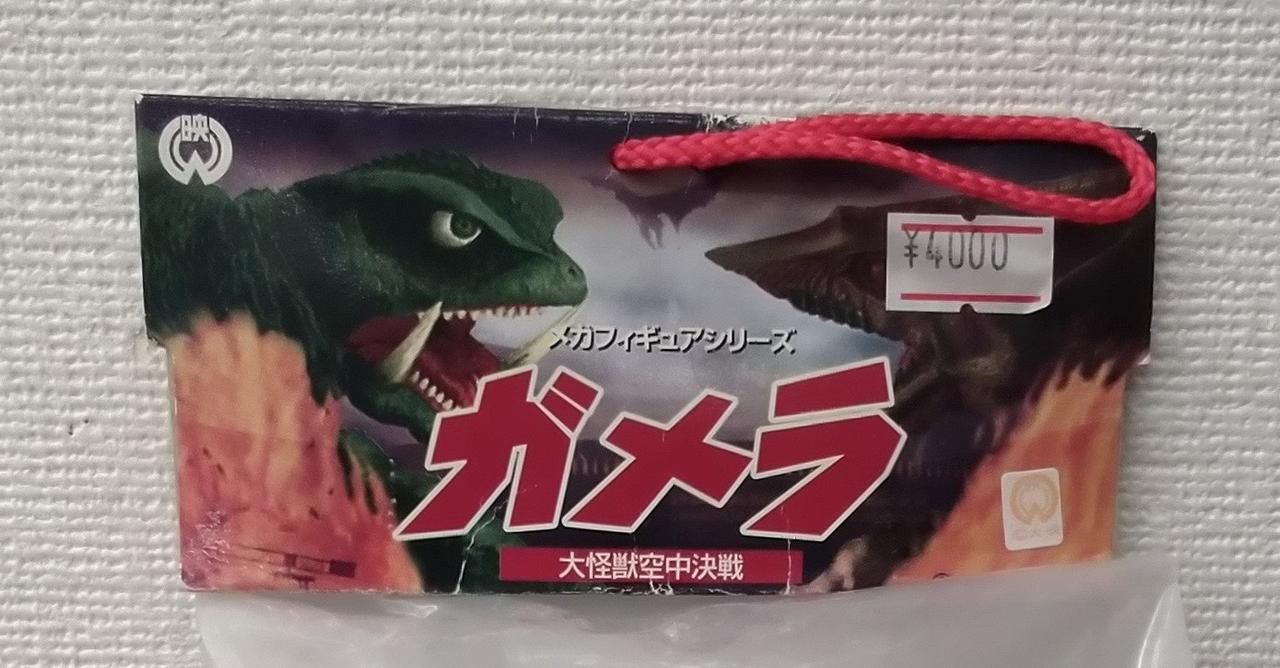 映
¥4000
メガフィギュアシリーズ
ガメラ
大怪獣空中決戦